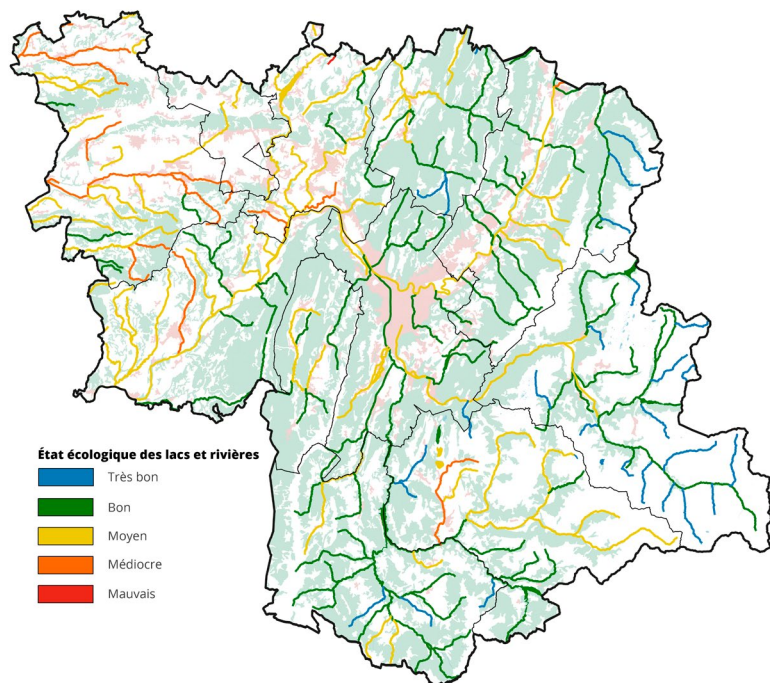 État écologique des lacs et rivières
Très bon
Bon
Moyen
Médiocre
Mauvais